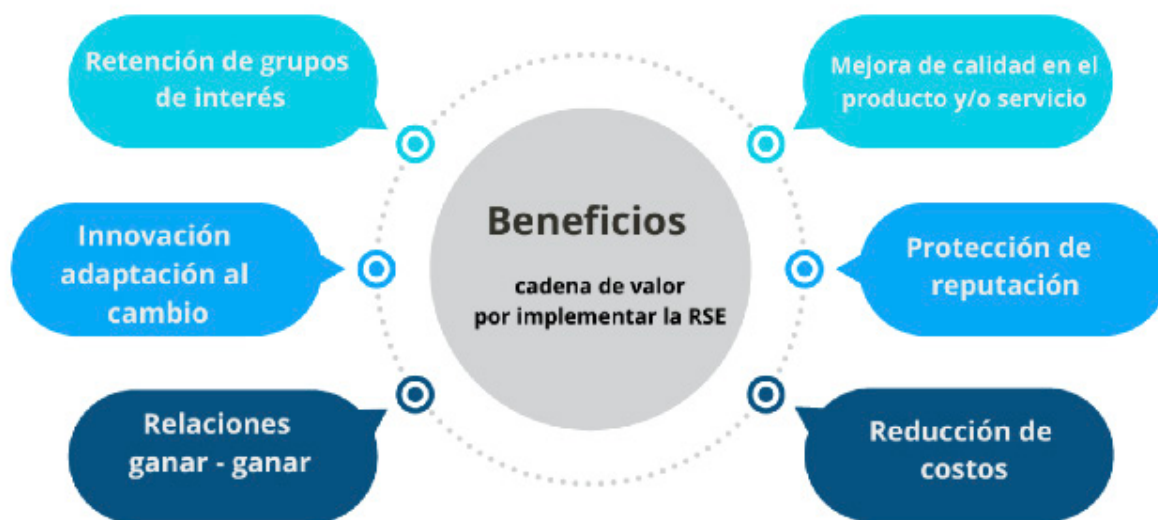 Retención de grupos
de interés
Mejora de calidad en el
producto y/o servicio
Beneficios
cadena de valor
por implementar la RSE
Innovación
adaptación al
cambio
Protección de
reputación
Relaciones
ganar - ganar
Reducción de
costos